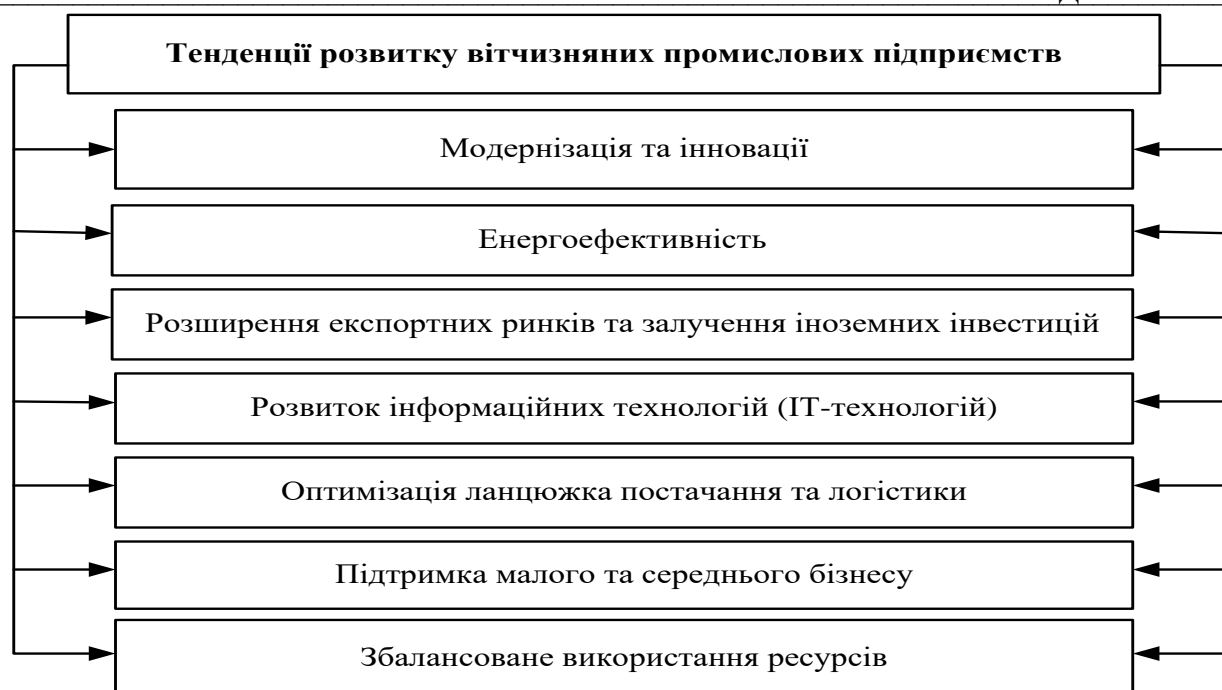 Тенденції розвитку вітчизняних промислових підприємств
Модернізація та інновації
Енергоефективність
Розширення експортних ринків та залучення іноземних інвестицій
Розвиток інформаційних технологій (ІТ-технологій)
Оптимізація ланцюжка постачання та логістики
Підтримка малого та середнього бізнесу
Збалансоване використання ресурсів